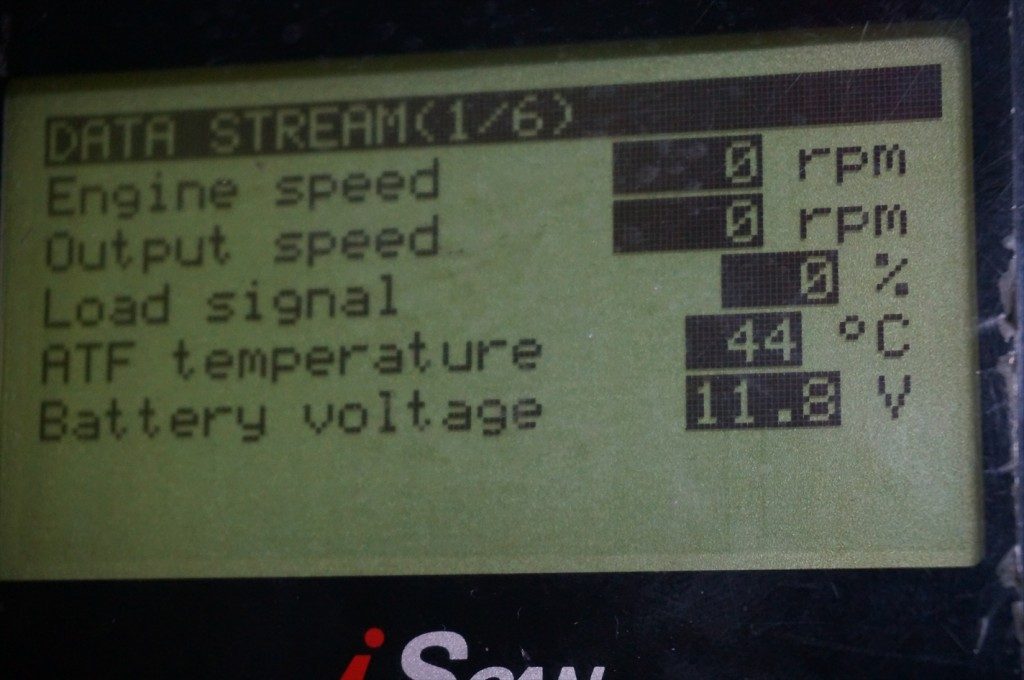 DATA STREAM(1/6)
Engine speed 0 rpm
Output speed 0 rpm
Load signal 0 %
ATF temperature 44 °C
Battery voltage 11.8 V